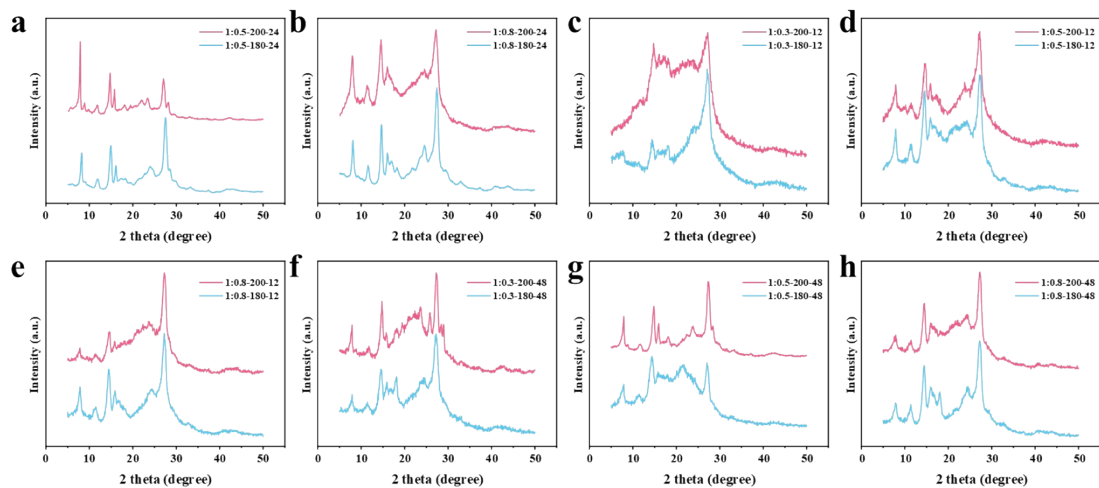 a
1:0.5-200-24
1:0.5-180-24
Intensity (a.u.)
0 10 20 30 40 50
2 theta (degree)
b
1:0.8-200-24
1:0.8-180-24
Intensity (a.u.)
0 10 20 30 40 50
2 theta (degree)
c
1:0.3-200-12
1:0.3-180-12
Intensity (a.u.)
0 10 20 30 40 50
2 theta (degree)
d
1:0.5-200-12
1:0.5-180-12
Intensity (a.u.)
0 10 20 30 40 50
2 theta (degree)
e
1:0.8-200-12
1:0.8-180-12
Intensity (a.u.)
0 10 20 30 40 50
2 theta (degree)
f
1:0.3-200-48
1:0.3-180-48
Intensity (a.u.)
0 10 20 30 40 50
2 theta (degree)
g
1:0.5-200-48
1:0.5-180-48
Intensity (a.u.)
0 10 20 30 40 50
2 theta (degree)
h
1:0.8-200-48
1:0.8-180-48
Intensity (a.u.)
0 10 20 30 40 50
2 theta (degree)